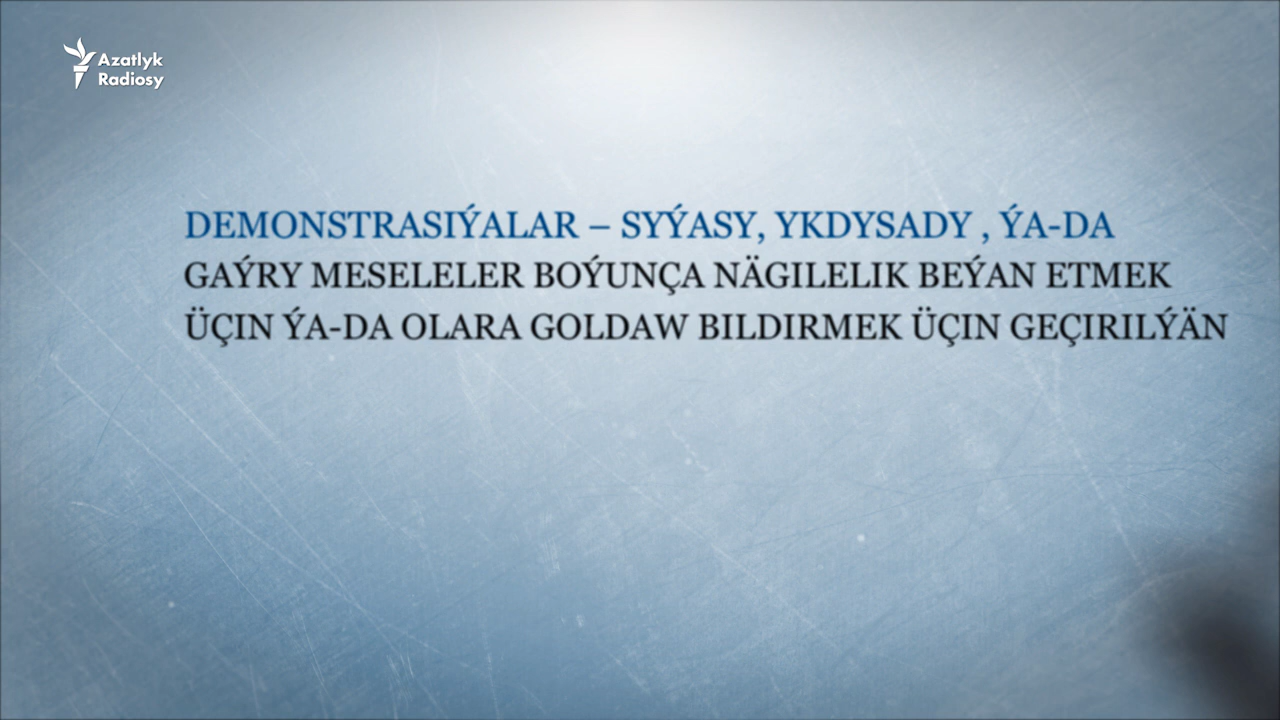 Azatlyk
Radiosy
DEMONSTRASIÝALAR – SYÝASY, YKDYSADY , ÝA-DA
GAÝRY MESELELER BOÝUNÇA NÄGILELIK BEÝAN ETMEK
ÜÇIN ÝA-DA OLARA GOLDAW BILDIRMEK ÜÇIN GEÇIRILÝÄN